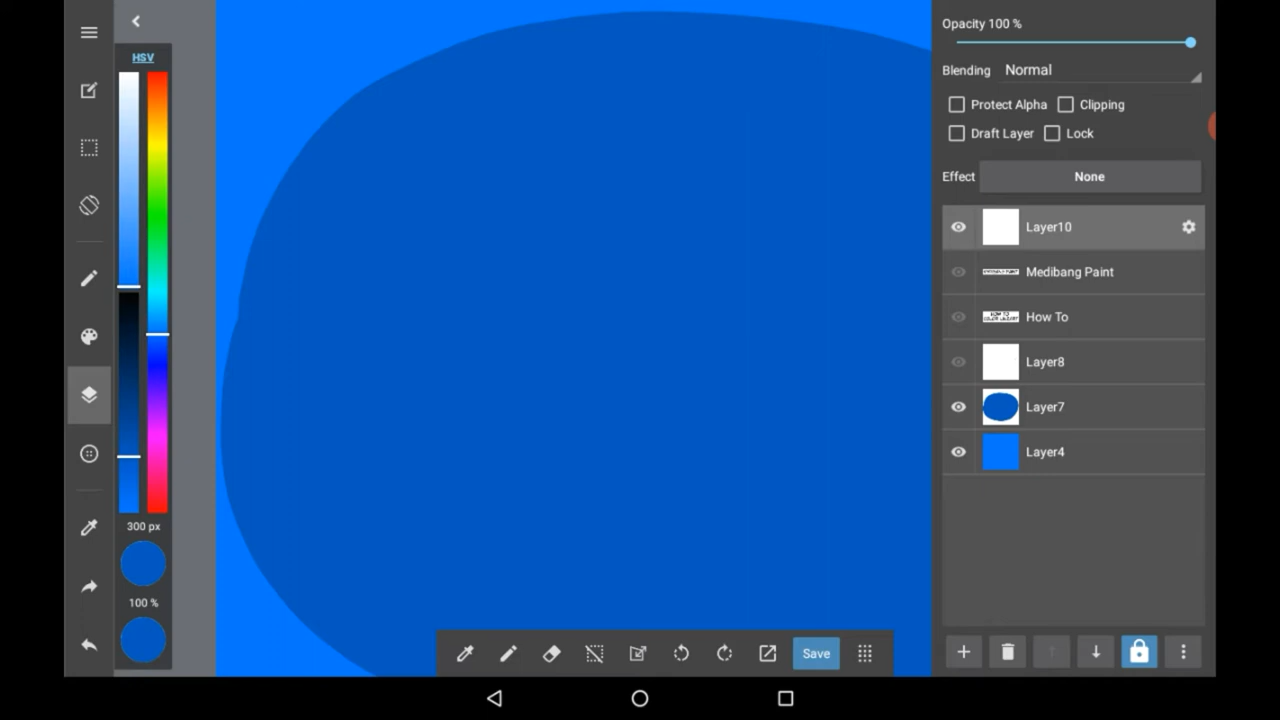 HSV
300 px
100 %
Save
Opacity 100 %
Blending Normal
Protect Alpha Clipping
Draft Layer Lock
Effect None
Layer10
Medibang Paint
How To
Layer8
Layer7
Layer4